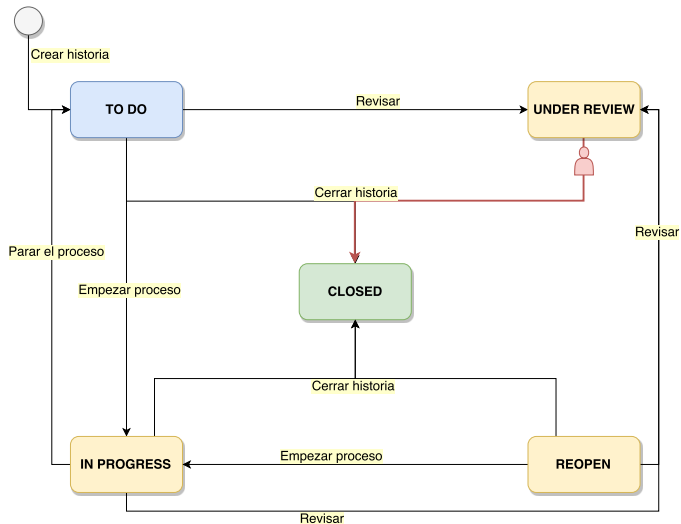 Crear historia
TO DO
Revisar
UNDER REVIEW
Cerrar historia
Revisar
Parar el proceso
Empezar proceso
CLOSED
Cerrar historia
IN PROGRESS
Empezar proceso
REOPEN
Revisar